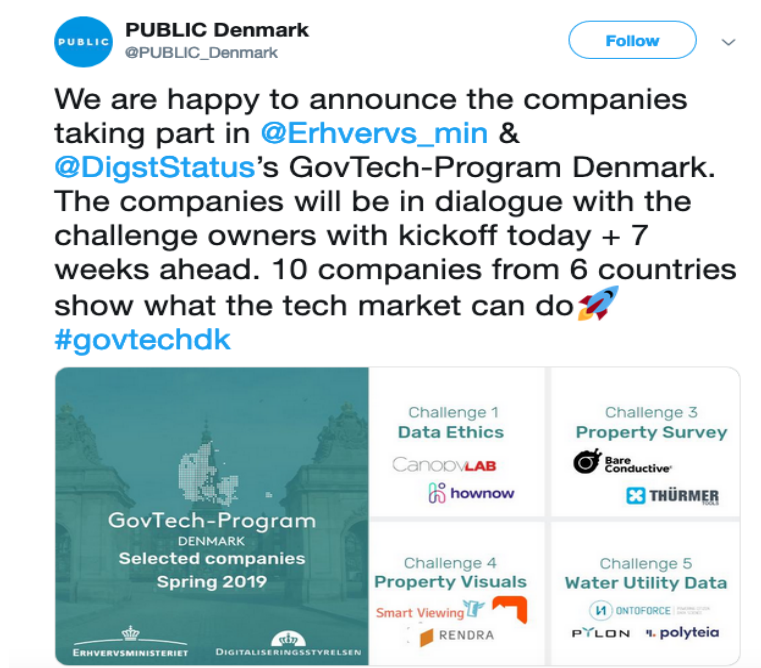 PUBLIC
PUBLIC Denmark
@PUBLIC_Denmark
Follow
We are happy to announce the companies
taking part in @Erhvervs_min &
@DigstStatus's GovTech-Program Denmark.
The companies will be in dialogue with the
challenge owners with kickoff today + 7
weeks ahead. 10 companies from 6 countries
show what the tech market can do🚀
#govtechdk
GovTech-Program
DENMARK
Selected companies
Spring 2019
ERHVERVSMINISTERIET
DIGITALISERINGSSTYRELSEN
Challenge 1
Data Ethics
CanopyLAB
hownow
Challenge 3
Property Survey
Bare
Conductive
THÜRMER
TOOLS
Challenge 4
Property Visuals
Smart Viewing
RENDRA
Challenge 5
Water Utility Data
ONTOFORCE
PYLON
polyteia